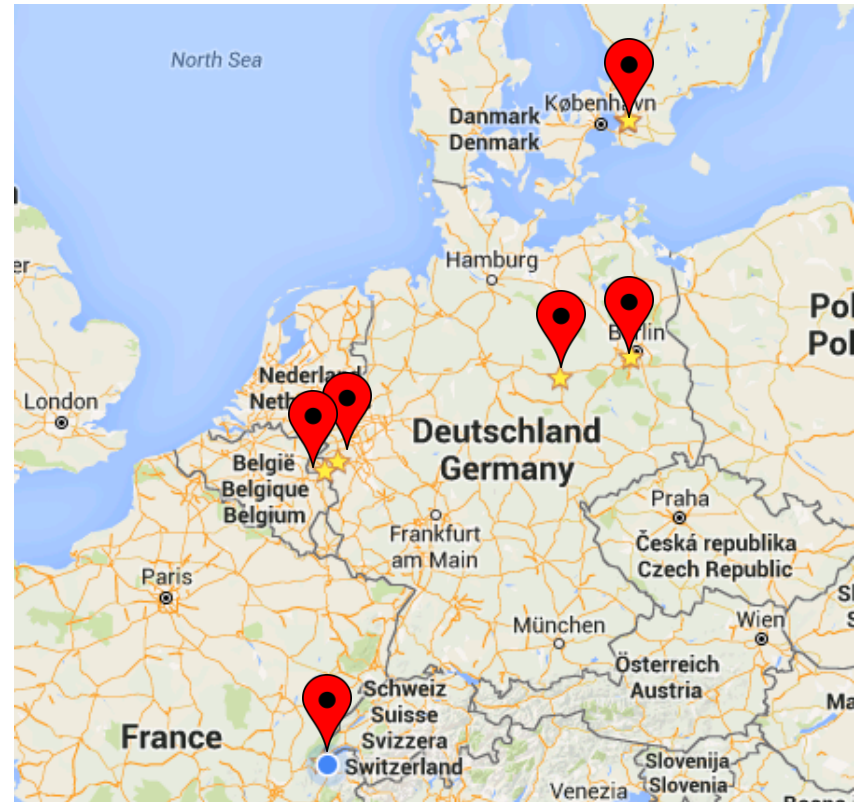 North Sea
København
Danmark
Denmark
Hamburg
Berlin
Pol
Pol
Nederland
Neth
London
België
Belgique
Belgium
Deutschland
Germany
Praha
Česká republika
Czech Republic
Frankfurt
am Main
Paris
München
Wien
Österreich
Austria
Schweiz
Suisse
Svizzera
Switzerland
France
Slovenija
Slovenia
Venezia
Ma
er